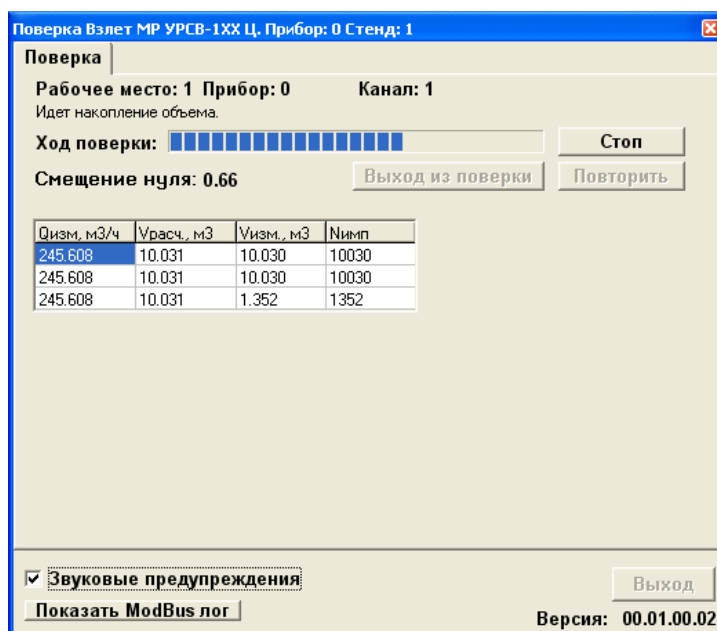 Поверка Взлет МР УРСВ-1ХХ Ц. Прибор: 0 Стенд: 1
Поверка
Рабочее место: 1 Прибор: 0 Канал: 1
Идет накопление объема.
Ход поверки: Стоп
Смещение нуля: 0.66 Выход из поверки Повторить
Qизм, м3/ч Vрасч., м3 Vизм., м3 Nимп
245.608 10.031 10.030 10030
245.608 10.031 10.030 10030
245.608 10.031 1.352 1352
Звуковые предупреждения
Выход
Показать ModBus лог
Версия: 00.01.00.02